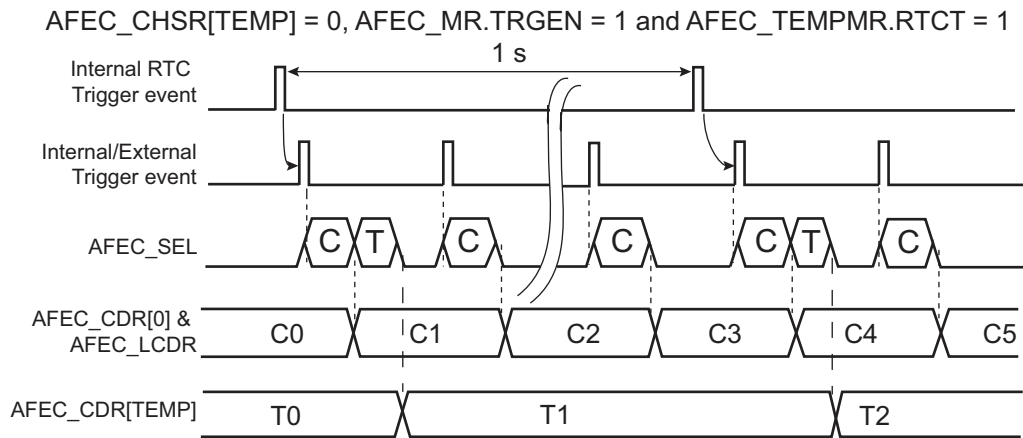 AFEC_CHSR[TEMP] = 0, AFEC_MR.TRGEN = 1 and AFEC_TEMPMR.RTCT = 1
1 s
Internal RTC
Trigger event
Internal/External
Trigger event
AFEC_SEL
C T C C C T C
AFEC_CDR[0] &
AFEC_LCDR
C0 C1 C2 C3 C4 C5
AFEC_CDR[TEMP]
T0 T1 T2